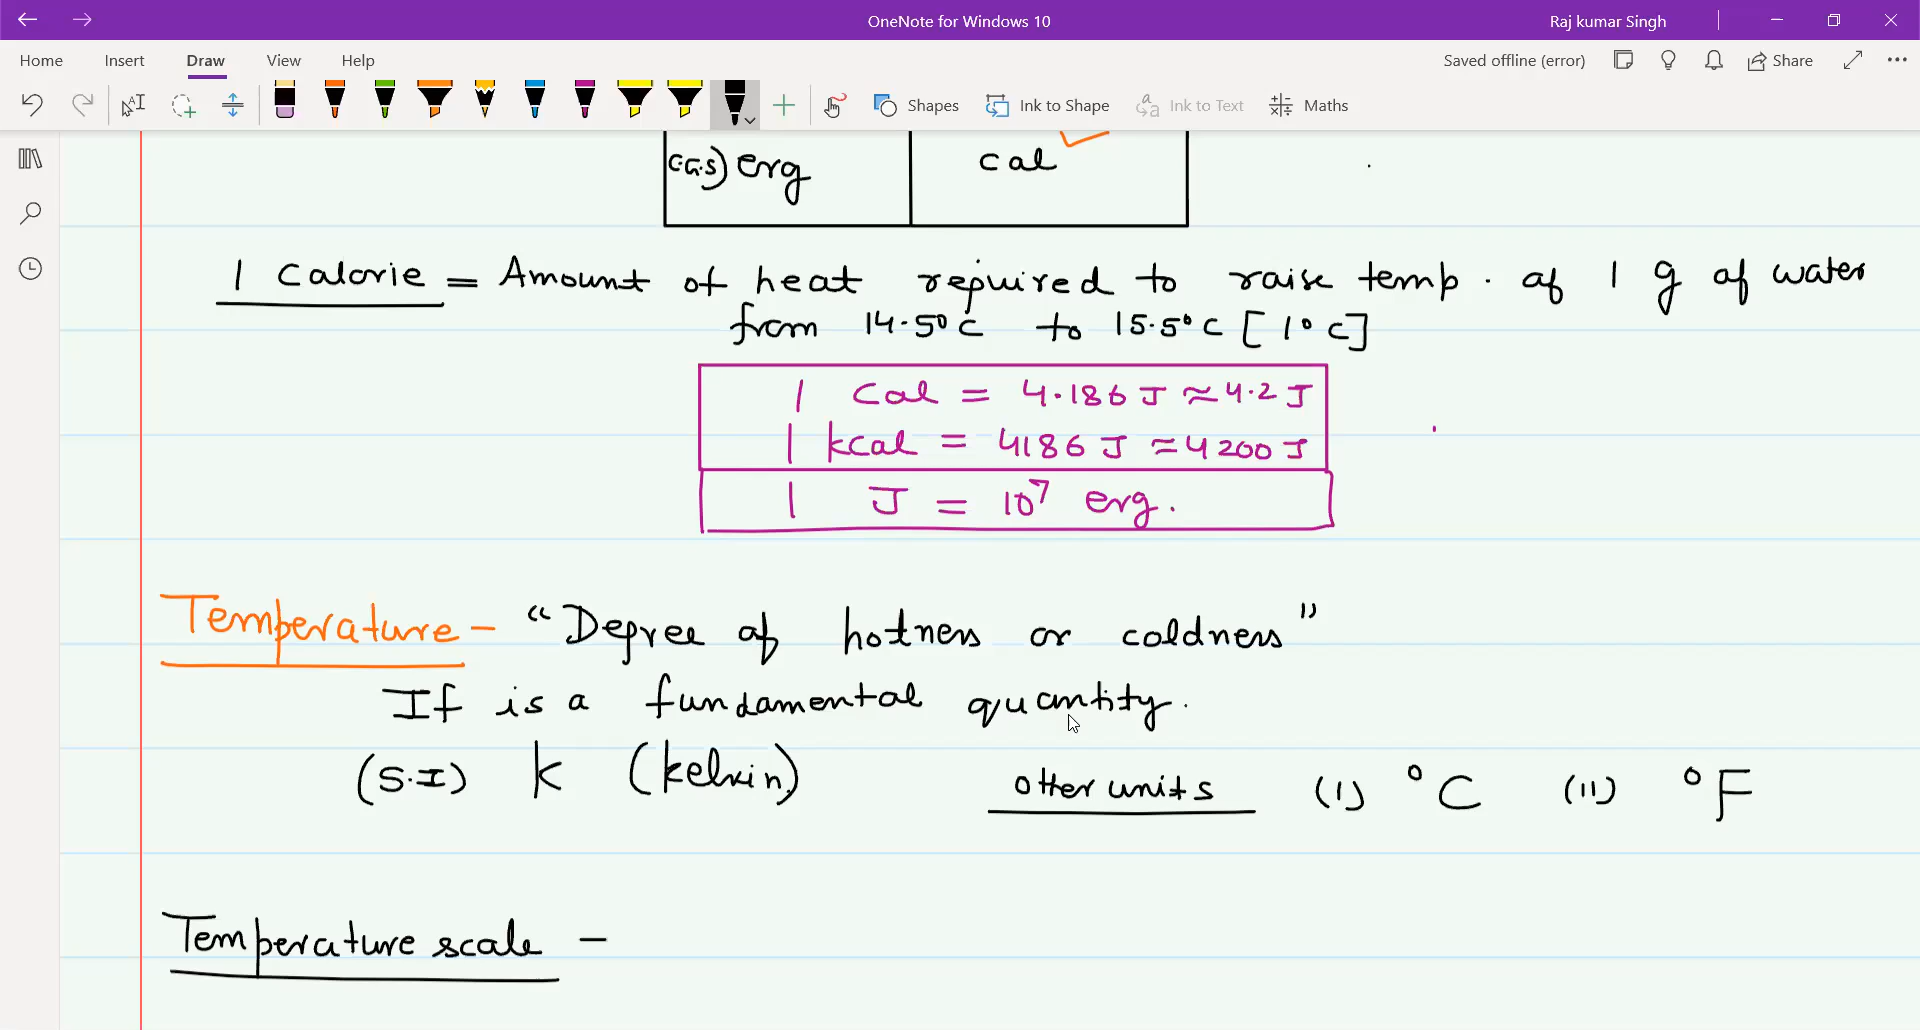 OneNote for Windows 10
Raj kumar Singh
Home Insert Draw View Help
Saved offline (error) Share
Shapes Ink to Shape Ink to Text Maths
C.G.S) erg cal
1 Calorie = Amount of heat required to raise temp. of 1 g of water
from 14.5° C to 15.5° C [1° C]
1 Cal = 4.186 J ≈ 4.2 J
1 kcal = 4186 J ≈ 4200 J
1 J = 10⁷ erg.
Temperature - "Degree of hotness or coldness"
If is a fundamental quantity.
(S.I) K (kelvin) other units (I) °C (II) °F
Temperature scale -